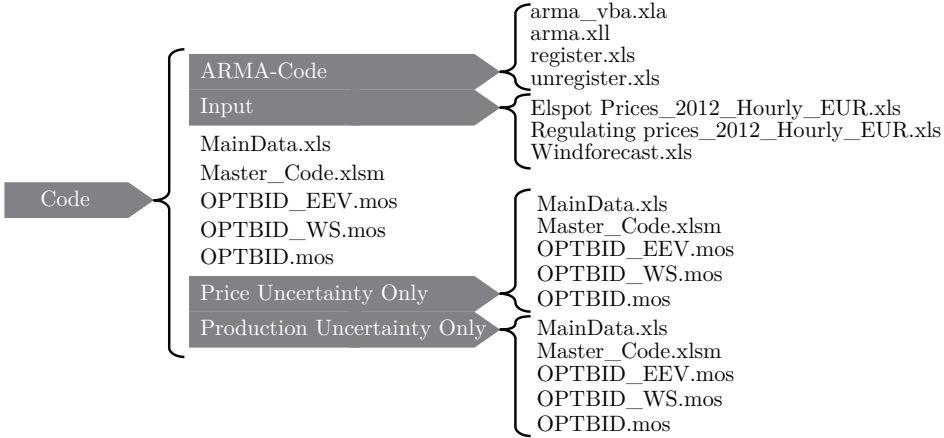 Code
ARMA-Code
arma_vba.xla
arma.xll
register.xls
unregister.xls
Input
Elspot Prices_2012_Hourly_EUR.xls
Regulating prices_2012_Hourly_EUR.xls
Windforecast.xls
MainData.xls
Master_Code.xlsm
OPTBID_EEV.mos
OPTBID_WS.mos
OPTBID.mos
Price Uncertainty Only
MainData.xls
Master_Code.xlsm
OPTBID_EEV.mos
OPTBID_WS.mos
OPTBID.mos
Production Uncertainty Only
MainData.xls
Master_Code.xlsm
OPTBID_EEV.mos
OPTBID_WS.mos
OPTBID.mos